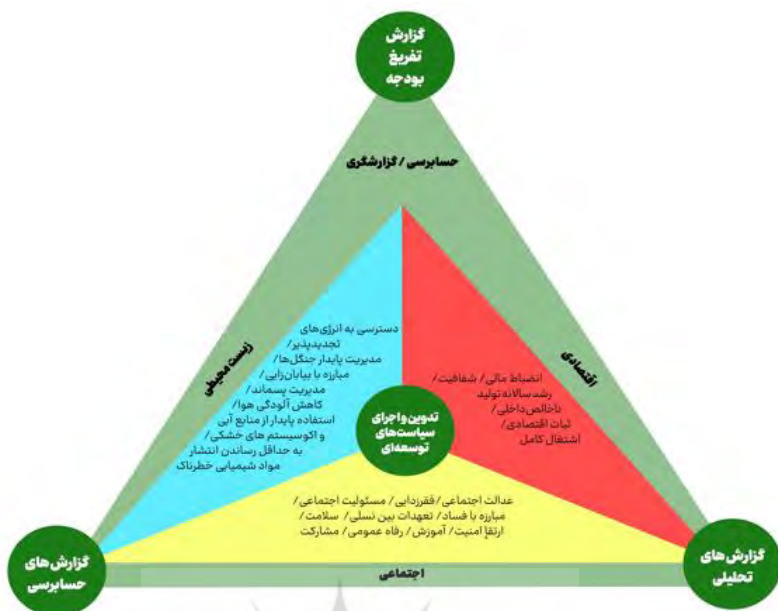 گزارش
تفریغ
بودجه
حسابرسی / گزارشگری
زیست محیطی
اقتصادی
دسترسی به انرژی‌های
تجدیدپذیر/
مدیریت پایدار جنگل‌ها/
مبارزه با بیابان‌زایی/
مدیریت پسماند/
کاهش آلودگی هوا/
استفاده پایدار از منابع آبی
و اکوسیستم های خشکی/
به حداقل رساندن انتشار
مواد شیمیایی خطرناک
انضباط مالی/ شفافیت/
رشد سالانه تولید
ناخالص داخلی/
ثبات اقتصادی/
اشتغال کامل
تدوین و اجرای
سیاست‌های
توسعه‌ای
عدالت اجتماعی/ فقرزدایی/ مسئولیت اجتماعی/
مبارزه با فساد/ تعهدات بین نسلی/ سلامت/
ارتقاء امنیت/ آموزش/ رفاه عمومی/ مشارکت
گزارش‌های
حسابرسی
گزارش‌های
تحلیلی
اجتماعی